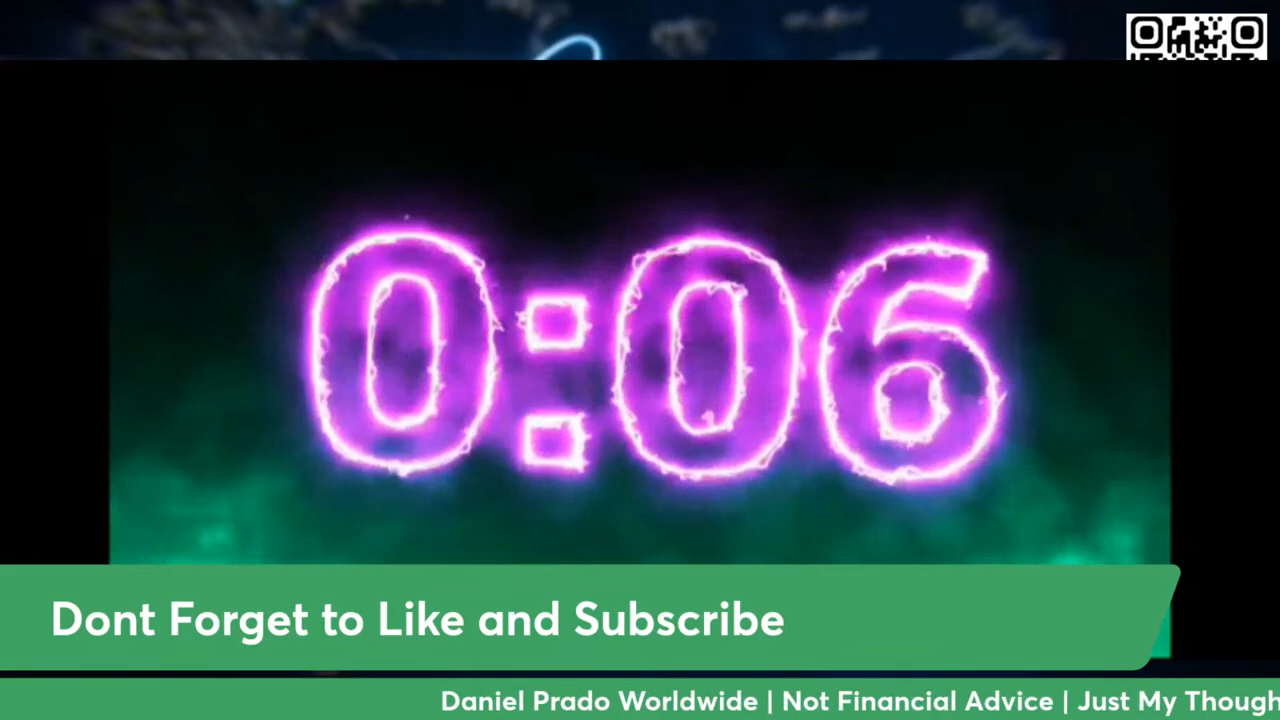 0:06
Dont Forget to Like and Subscribe
Daniel Prado Worldwide | Not Financial Advice | Just My Though